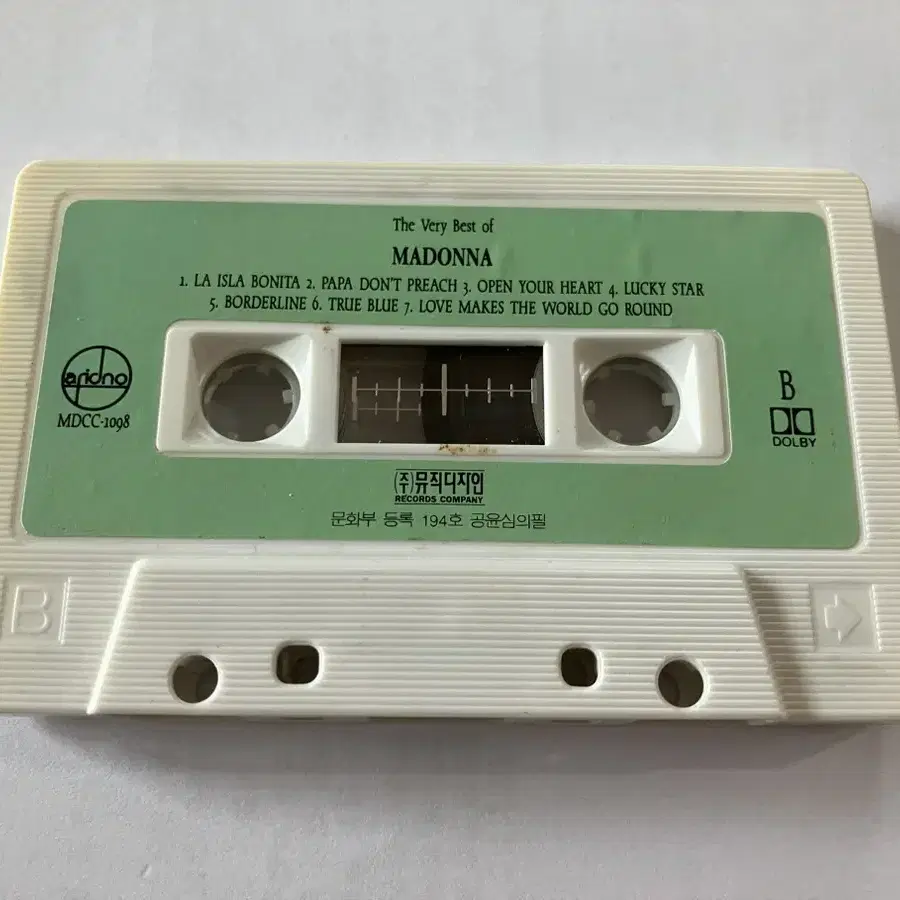 The Very Best of
MADONNA
1. LA ISLA BONITA 2. PAPA DON'T PREACH 3. OPEN YOUR HEART 4. LUCKY STAR
5. BORDERLINE 6. TRUE BLUE 7. LOVE MAKES THE WORLD GO ROUND
aridno
MDCC-1098
B
DOLBY
(주)뮤직디자인
RECORDS COMPANY
문화부 등록 194호 공윤심의필
B